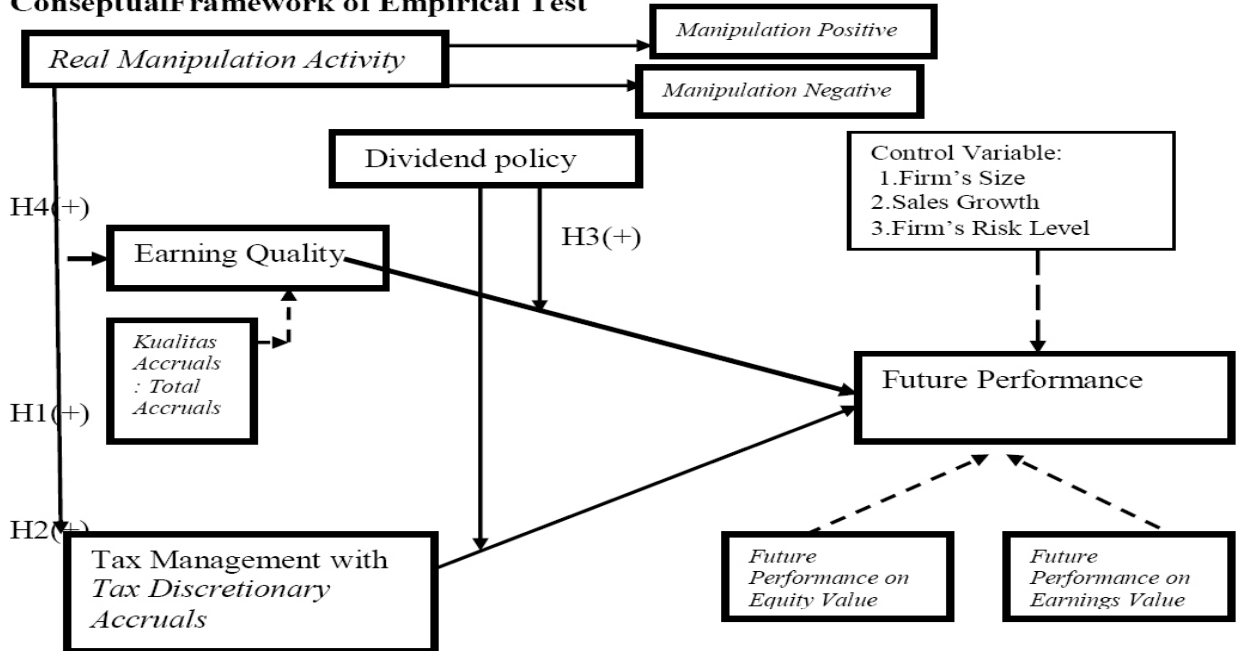 ConseptualFramework of Empirical Test
Real Manipulation Activity
Manipulation Positive
Manipulation Negative
Dividend policy
Control Variable:
1.Firm's Size
2.Sales Growth
3.Firm's Risk Level
H4(+)
H3(+)
Earning Quality
Kualitas
Accruals
: Total
Accruals
Future Performance
H1(+)
H2(+)
Tax Management with
Tax Discretionary
Accruals
Future
Performance on
Equity Value
Future
Performance on
Earnings Value